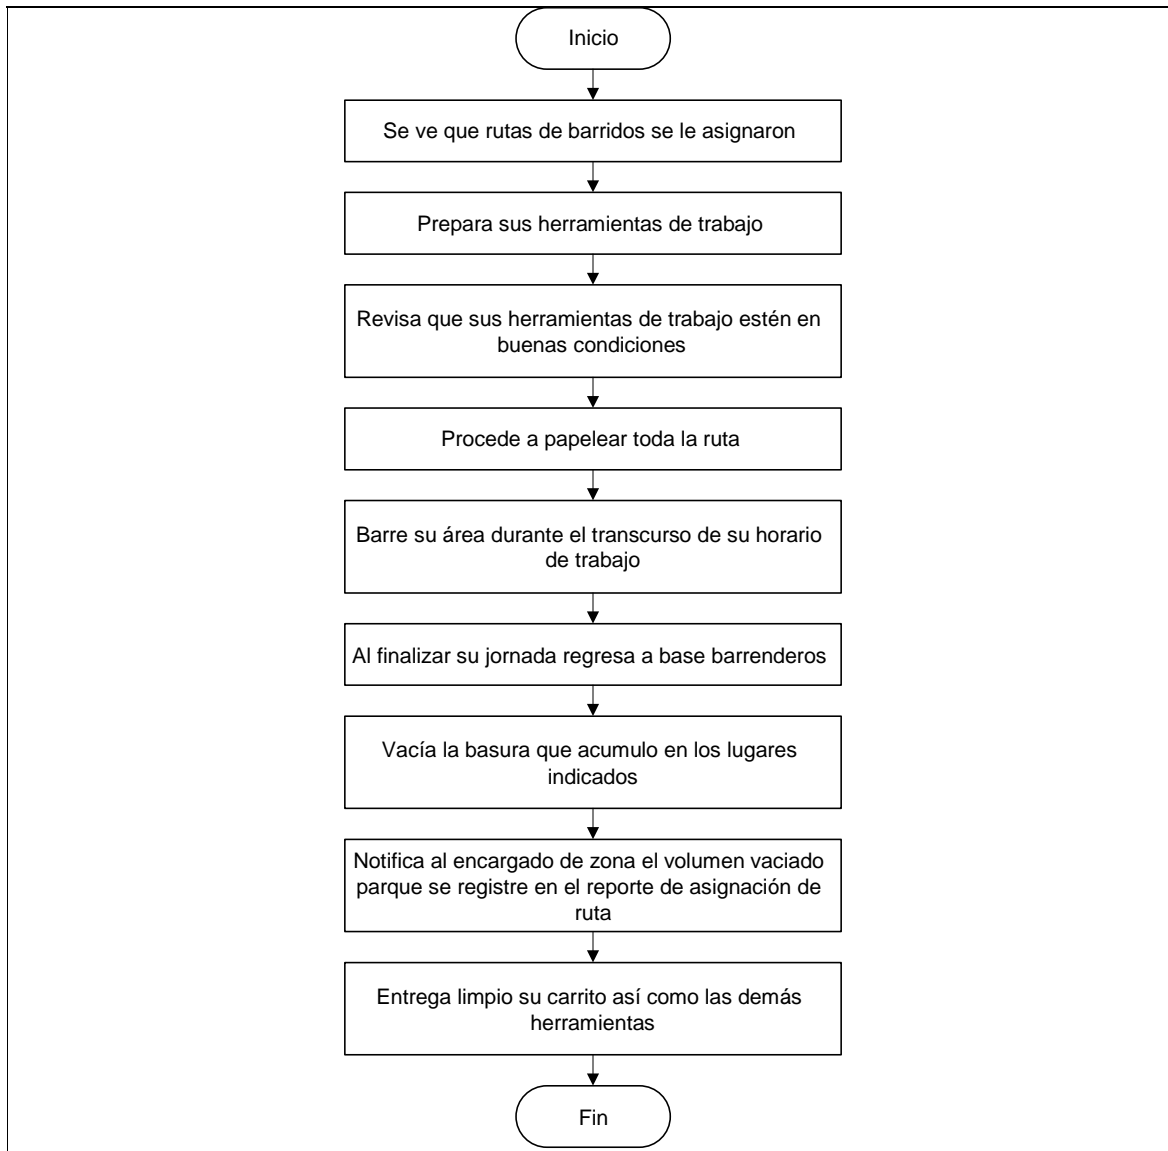 Inicio
Se ve que rutas de barridos se le asignaron
Prepara sus herramientas de trabajo
Revisa que sus herramientas de trabajo estén en
buenas condiciones
Procede a papelear toda la ruta
Barre su área durante el transcurso de su horario
de trabajo
Al finalizar su jornada regresa a base barrenderos
Vacía la basura que acumulo en los lugares
indicados
Notifica al encargado de zona el volumen vaciado
parque se registre en el reporte de asignación de
ruta
Entrega limpio su carrito así como las demás
herramientas
Fin